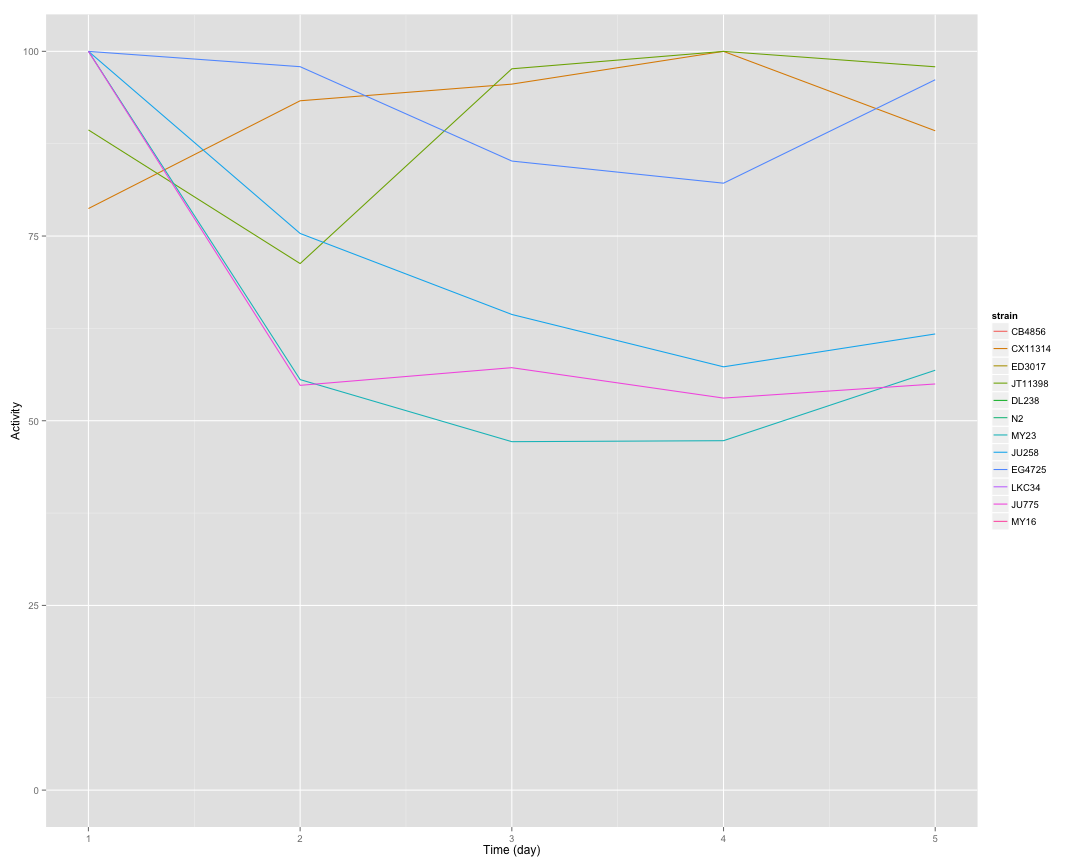 100
75
50
25
0
Activity
1 2 3 4 5
Time (day)
strain
CB4856
CX11314
ED3017
JT11398
DL238
N2
MY23
JU258
EG4725
LKC34
JU775
MY16